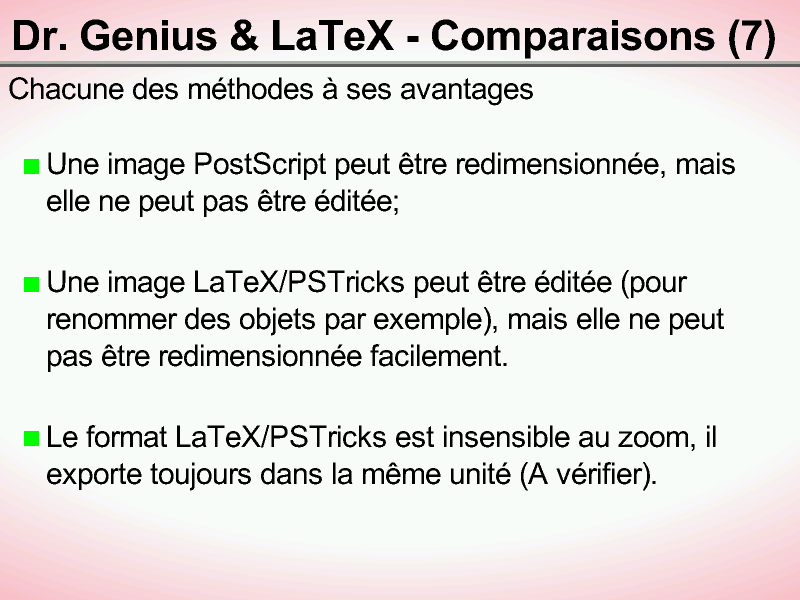 Dr. Genius & LaTeX - Comparaisons (7)
Chacune des méthodes à ses avantages
Une image PostScript peut être redimensionnée, mais
elle ne peut pas être éditée;
Une image LaTeX/PSTricks peut être éditée (pour
renommer des objets par exemple), mais elle ne peut
pas être redimensionnée facilement.
Le format LaTeX/PSTricks est insensible au zoom, il
exporte toujours dans la même unité (A vérifier).